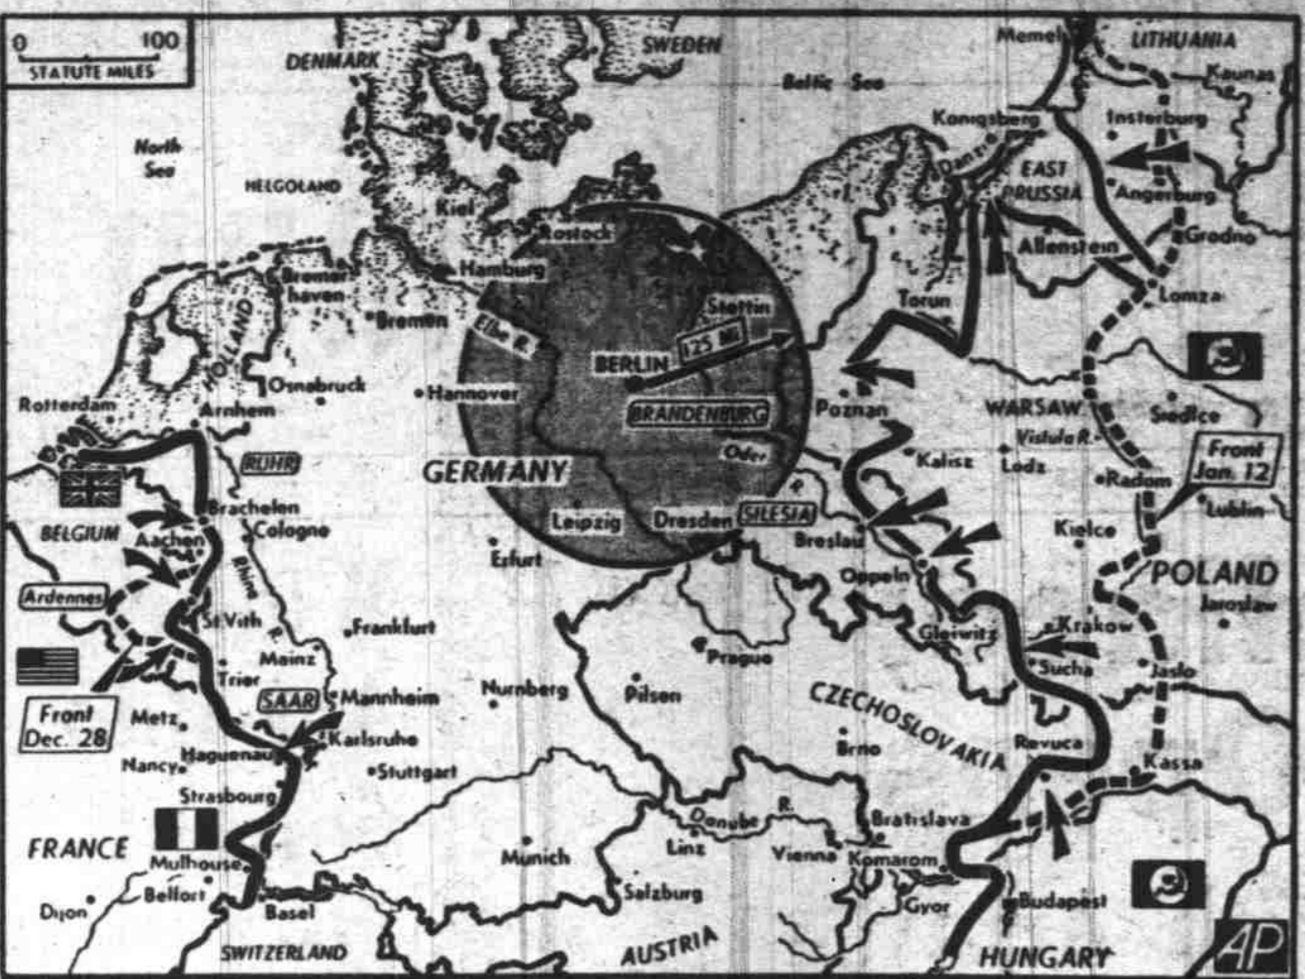 0 100
STATUTE MILES
DENMARK
SWEDEN
Memel
LITHUANIA
Kaunas
Baltic Sea
North
Sea
Konigsberg
Insterburg
Danzi
EAST
PRUSSIA
Angerburg
HELGOLAND
Kiel
Rostock
Allenstein
Grodno
Hamburg
Bremer
haven
Bremen
Elbe R.
Stettin
Torun
Lomza
HOLLAND
125 MI
BERLIN
Osnabruck
Hannover
BRANDENBURG
Rotterdam
Arnhem
Poznan
WARSAW
Siedlce
Vistula R.
Front
Jan. 12
RUHR
GERMANY
Oder
R.
Kalisz
Lodz
Radom
Lublin
Brachelen
Cologne
BELGIUM
Aachen
Leipzig
Dresden
SILESIA
Breslau
Kielce
Erfurt
Rhine
R.
Oppeln
POLAND
Jaroslaw
Ardennes
St. Vith
Frankfurt
Mainz
Trier
Gleiwitz
Krakow
Prague
Sucha
Jaslo
SAAR
Mannheim
Nurnberg
Pilsen
CZECHOSLOVAKIA
Front
Dec. 28
Metz
Karlsruhe
Haguenau
Nancy
Stuttgart
Brno
Revuca
Kassa
Strasbourg
Danube R.
Bratislava
FRANCE
Mulhouse
Munich
Linz
Vienna
Komarom
Belfort
Salzburg
Dijon
Basel
Gyor
Budapest
SWITZERLAND
AUSTRIA
HUNGARY
AP